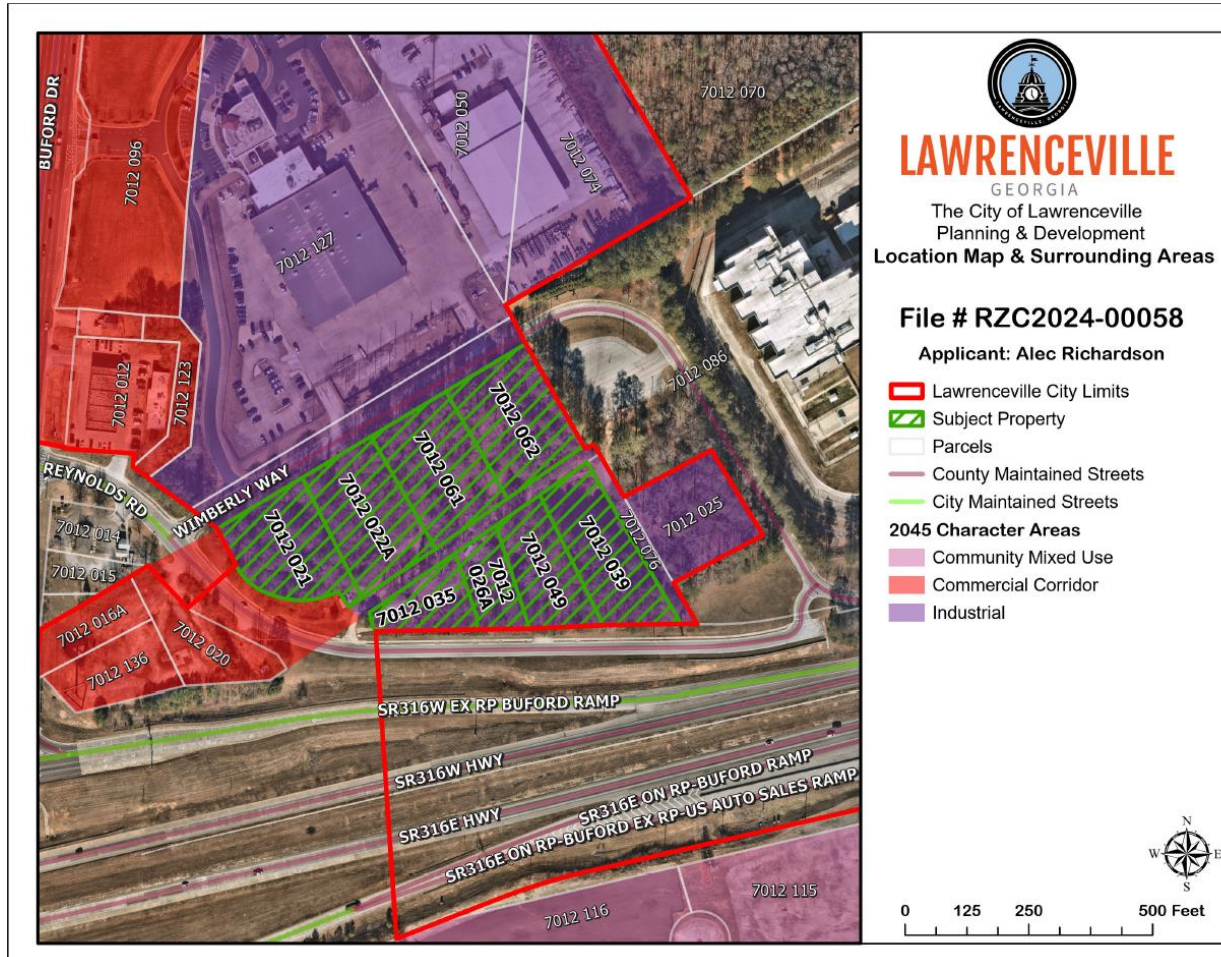 BUFORD DR
7012 096
7012 050
7012 070
7012 074
7012 127
7012 012
7012 123
7012 086
REYNOLDS RD
WIMBERLY WAY
7012 062
7012 061
7012 022A
7012 021
7012 014
7012 015
7012 025
7012 076
7012 039
7012 049
7012
026A
7012 035
7012 016A
7012 020
7012 136
SR316W EX RP BUFORD RAMP
SR316W HWY
SR316E HWY
SR316E ON RP-BUFORD RAMP
SR316E ON RP-BUFORD EX RP-US AUTO SALES RAMP
7012 115
7012 116
LAWRENCEVILLE, GEORGIA
LAWRENCEVILLE
GEORGIA
The City of Lawrenceville
Planning & Development
Location Map & Surrounding Areas
File # RZC2024-00058
Applicant: Alec Richardson
Lawrenceville City Limits
Subject Property
Parcels
County Maintained Streets
City Maintained Streets
2045 Character Areas
Community Mixed Use
Commercial Corridor
Industrial
N
W E
S
0 125 250 500 Feet